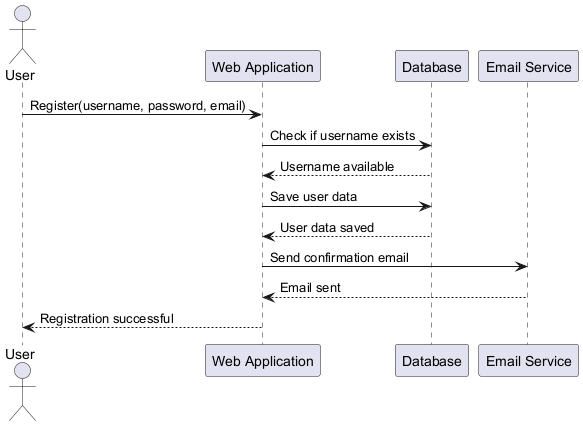 User
Web Application
Database
Email Service
Register(username, password, email)
Check if username exists
Username available
Save user data
User data saved
Send confirmation email
Email sent
Registration successful
User
Web Application
Database
Email Service